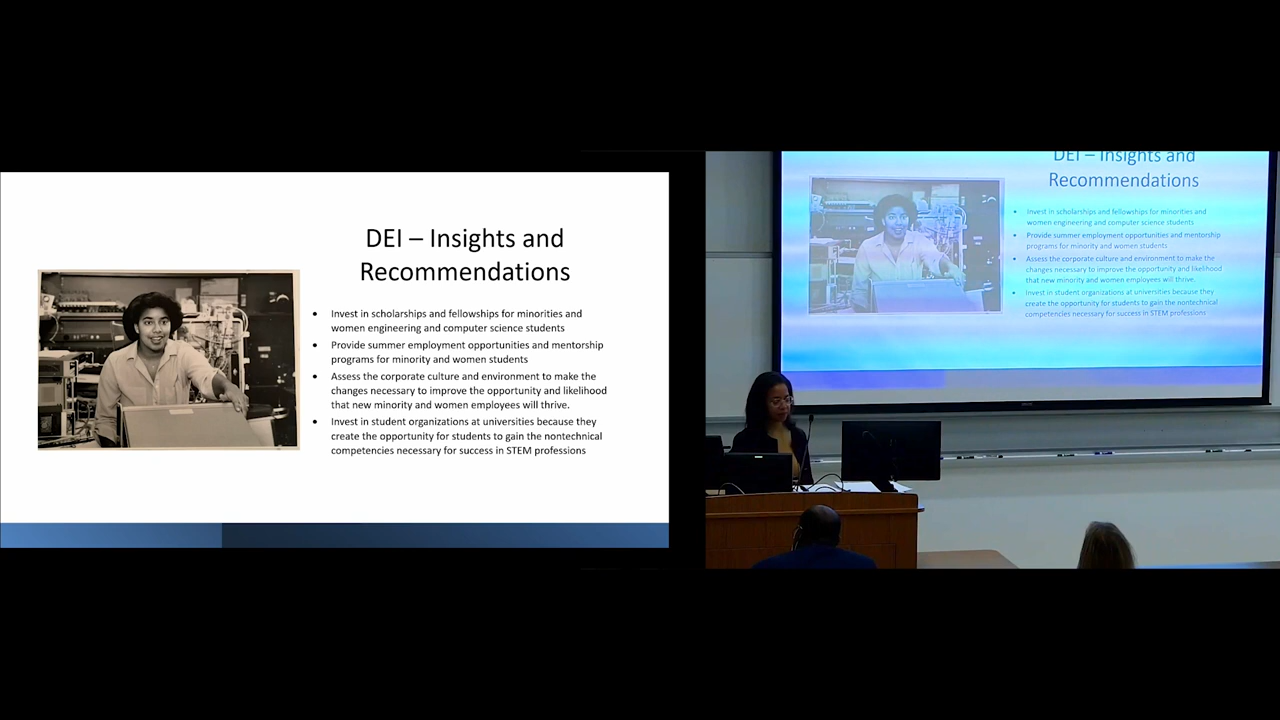 DEI – Insights and
Recommendations
• Invest in scholarships and fellowships for minorities and
women engineering and computer science students
• Provide summer employment opportunities and mentorship
programs for minority and women students
• Assess the corporate culture and environment to make the
changes necessary to improve the opportunity and likelihood
that new minority and women employees will thrive.
• Invest in student organizations at universities because they
create the opportunity for students to gain the nontechnical
competencies necessary for success in STEM professions
DEI – Insights and
Recommendations
• Invest in scholarships and fellowships for minorities and
women engineering and computer science students
• Provide summer employment opportunities and mentorship
programs for minority and women students
• Assess the corporate culture and environment to make the
changes necessary to improve the opportunity and likelihood
that new minority and women employees will thrive.
• Invest in student organizations at universities because they
create the opportunity for students to gain the nontechnical
competencies necessary for success in STEM professions